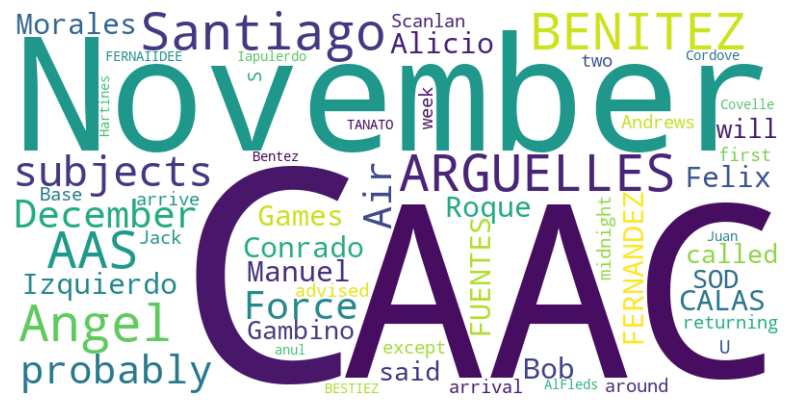 Morales
Santiago
Scanlan
Alicio
BENITEZ
FERNAIIDEE
Iapulerdo
two
Cordove
November
Hartines
S
TANATO
week
Andrews
Covelle
will
first
Bentez
subjects
Air
ARGUELLES
Felix
Base
arrive
December
Jack
Games
Roque
midnight
FERNANDEZ
Juan
called
AAS
Conrado
FUENTES
Izquierdo
Manuel
SOD
CALAS
advised
Force
CAAC
Angel
Gambino
returning
anul
except
U
probably
said
Bob
BESTIEZ
arrival
AlFleds
around